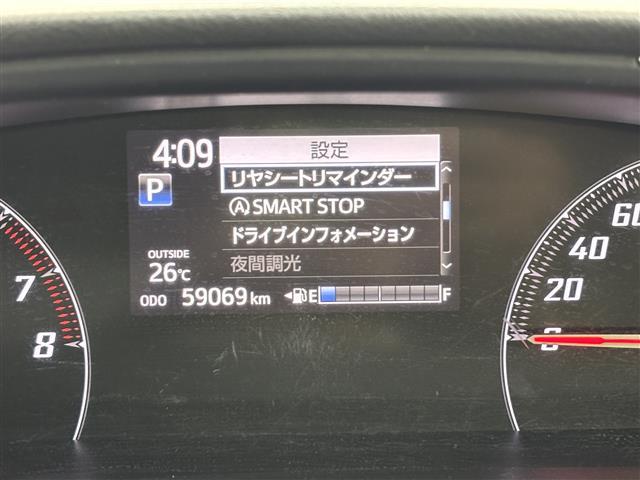 4:09
設定
P
リヤシートリマインダー
Ⓐ SMART STOP
ドライブインフォメーション
夜間調光
OUTSIDE
26℃
ODO 59069 km
E F
7
8
60
40
20
0